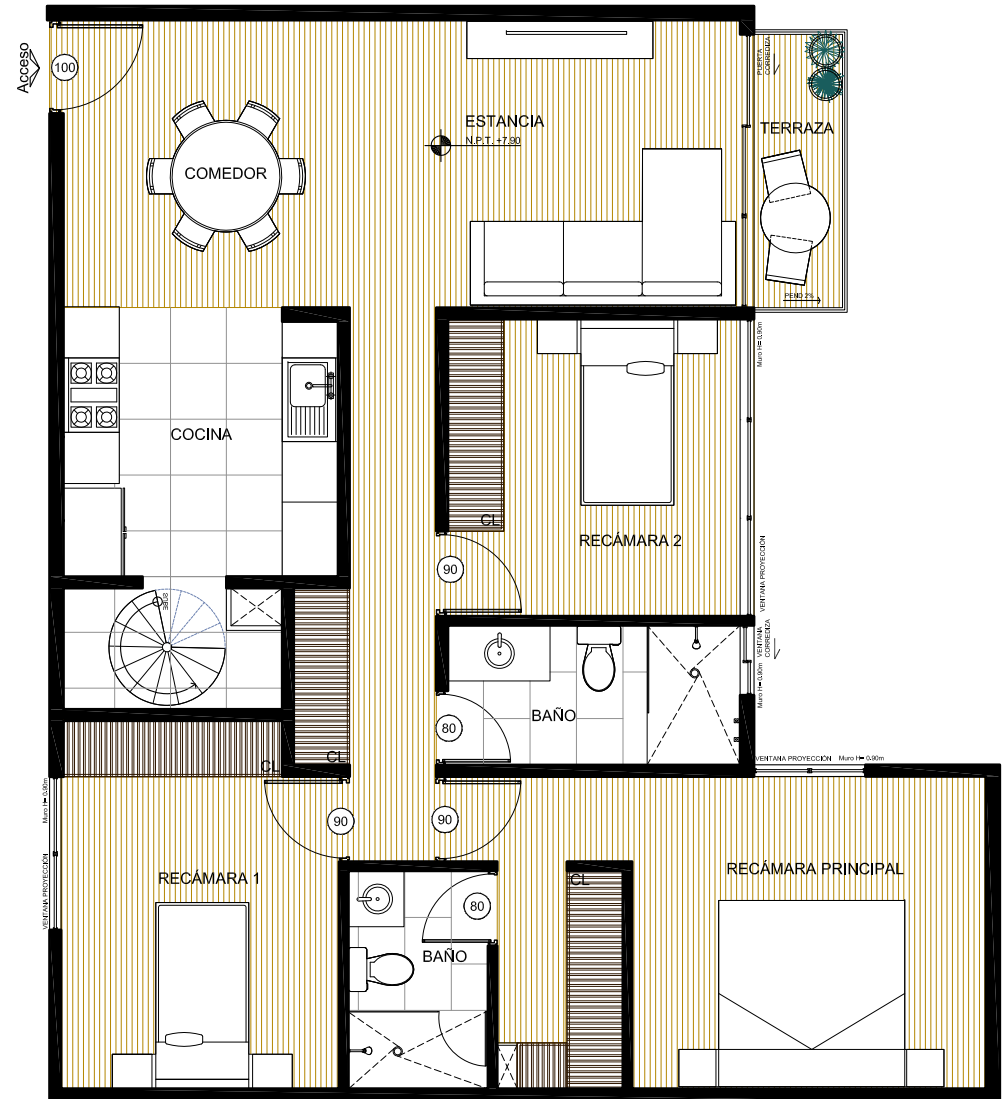 Acceso
100
PUERTA
CORREDIZA
ESTANCIA
N.P.T. +7.90
TERRAZA
COMEDOR
PEND 2%
Muro H= 0.90m
COCINA
CL
RECÁMARA 2
90
VENTANA PROYECCIÓN
SUBE
VENTANA
CORREDIZA
Muro H= 0.90m
BAÑO
80
CL
CL
VENTANA PROYECCIÓN Muro H= 0.90m
Muro H= 0.90m
VENTANA PROYECCIÓN
90
90
RECÁMARA 1
CL
RECÁMARA PRINCIPAL
80
BAÑO